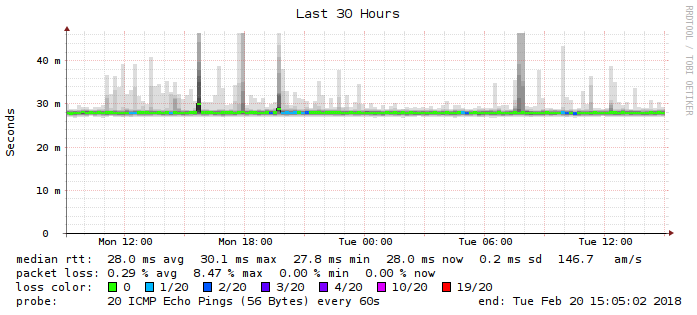 Last 30 Hours
RRDTOOL / TOBI OETIKER
Seconds
40 m
30 m
20 m
10 m
0
Mon 12:00 Mon 18:00 Tue 00:00 Tue 06:00 Tue 12:00
median rtt: 28.0 ms avg 30.1 ms max 27.8 ms min 28.0 ms now 0.2 ms sd 146.7 am/s
packet loss: 0.29 % avg 8.47 % max 0.00 % min 0.00 % now
loss color: 0 1/20 2/20 3/20 4/20 10/20 19/20
probe: 20 ICMP Echo Pings (56 Bytes) every 60s end: Tue Feb 20 15:05:02 2018